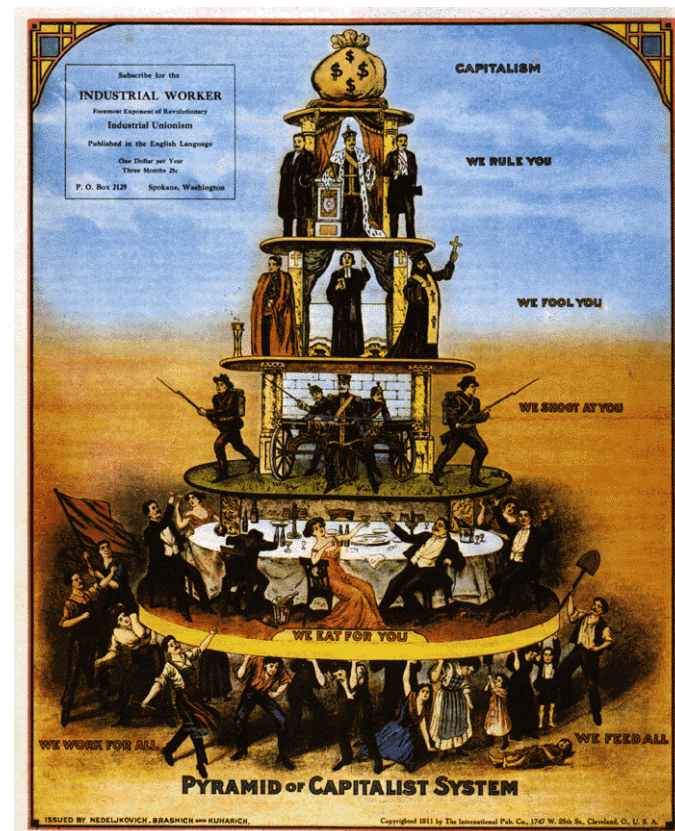 Subscribe for the
INDUSTRIAL WORKER
Foremost Exponent of Revolutionary
Industrial Unionism
Published in the English Language
One Dollar per Year
Three Months 25c
P. O. Box 2129 Spokane, Washington
$ $ $ $
CAPITALISM
WE RULE YOU
WE FOOL YOU
WE SHOOT AT YOU
WE EAT FOR YOU
WE WORK FOR ALL
WE FEED ALL
PYRAMID OF CAPITALIST SYSTEM
ISSUED BY NEDELJKOVICH, BRASHICH AND KUHARICH.
Copyrighted 1911 by The International Pub. Co., 1747 W. 25th St., Cleveland, O., U. S. A.